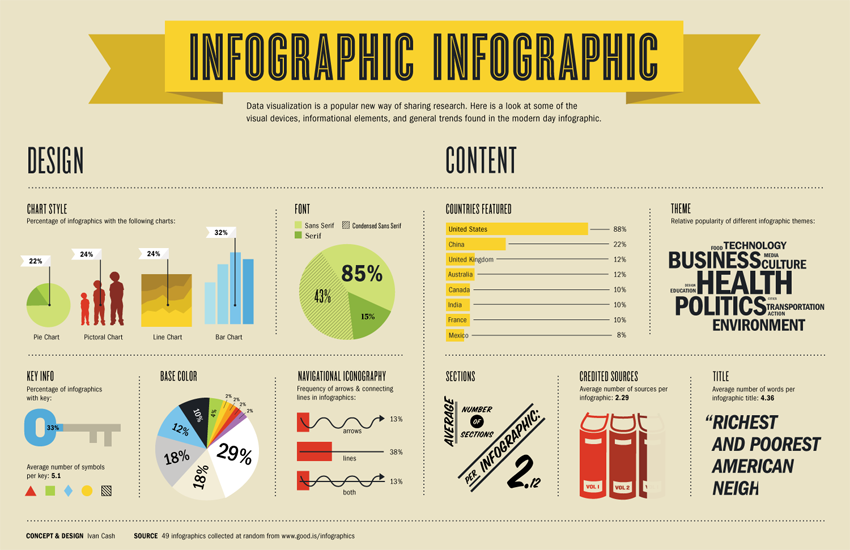 INFOGRAPHIC INFOGRAPHIC
Data visualization is a popular new way of sharing research. Here is a look at some of the
visual devices, informational elements, and general trends found in the modern day infographic.
DESIGN
CHART STYLE
Percentage of infographics with the following charts:
22%
24%
24%
32%
Pie Chart
Pictoral Chart
Line Chart
Bar Chart
FONT
Sans Serif
Condensed Sans Serif
Serif
85%
43%
15%
KEY INFO
Percentage of infographics
with key:
33%
Average number of symbols
per key: 5.1
BASE COLOR
2%
2%
2%
2%
4%
10%
12%
18%
18%
29%
NAVIGATIONAL ICONOGRAPHY
Frequency of arrows & connecting
lines in infographics:
13%
arrows
38%
lines
13%
both
CONTENT
COUNTRIES FEATURED
United States 88%
China 22%
United Kingdom 12%
Australia 12%
Canada 10%
India 10%
France 10%
Mexico 8%
THEME
Relative popularity of different infographic themes:
FOOD TECHNOLOGY
BUSINESS MEDIA
CULTURE
HEALTH
EDUCATION
POLITICS
TRANSPORTATION
ACTION
ENVIRONMENT
SECTIONS
AVERAGE
NUMBER
OF
SECTIONS
PER INFOGRAPHIC:
2.12
CREDITED SOURCES
Average number of sources per
infographic: 2.29
VOL 1
VOL 2
V
TITLE
Average number of words per
infographic title: 4.36
“RICHEST
AND POOREST
AMERICAN
NEIGH
CONCEPT & DESIGN Ivan Cash
SOURCE 49 infographics collected at random from www.good.is/infographics